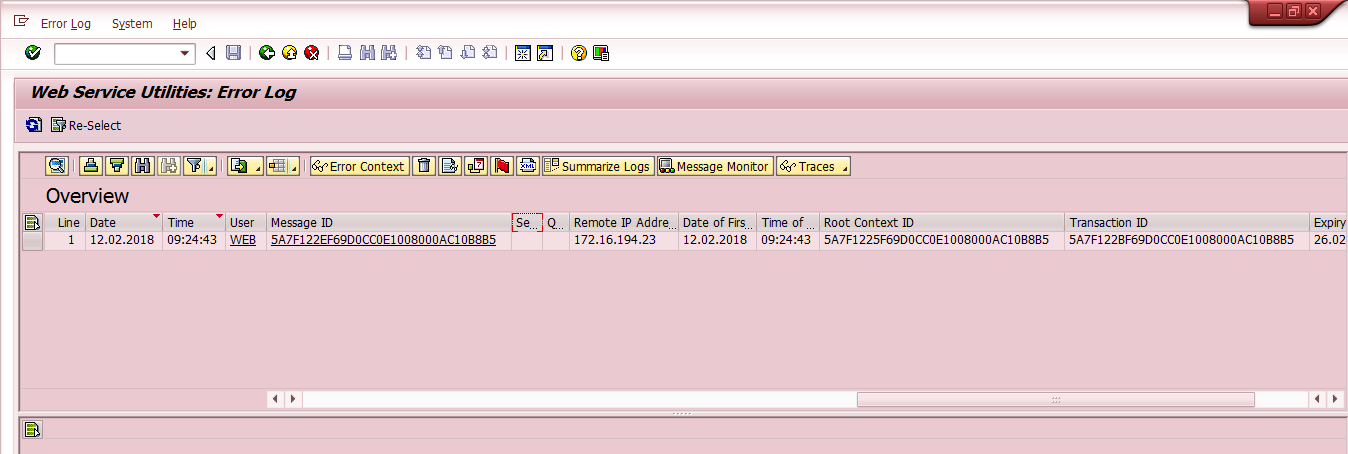 Error Log System Help
Web Service Utilities: Error Log
Re-Select
Error Context Summarize Logs Message Monitor Traces
Overview
Line Date Time User Message ID Se... Q... Remote IP Addre... Date of Firs... Time of ... Root Context ID Transaction ID Expiry
1 12.02.2018 09:24:43 WEB 5A7F122EF69D0CC0E1008000AC10B8B5 172.16.194.23 12.02.2018 09:24:43 5A7F1225F69D0CC0E1008000AC10B8B5 5A7F122BF69D0CC0E1008000AC10B8B5 26.02